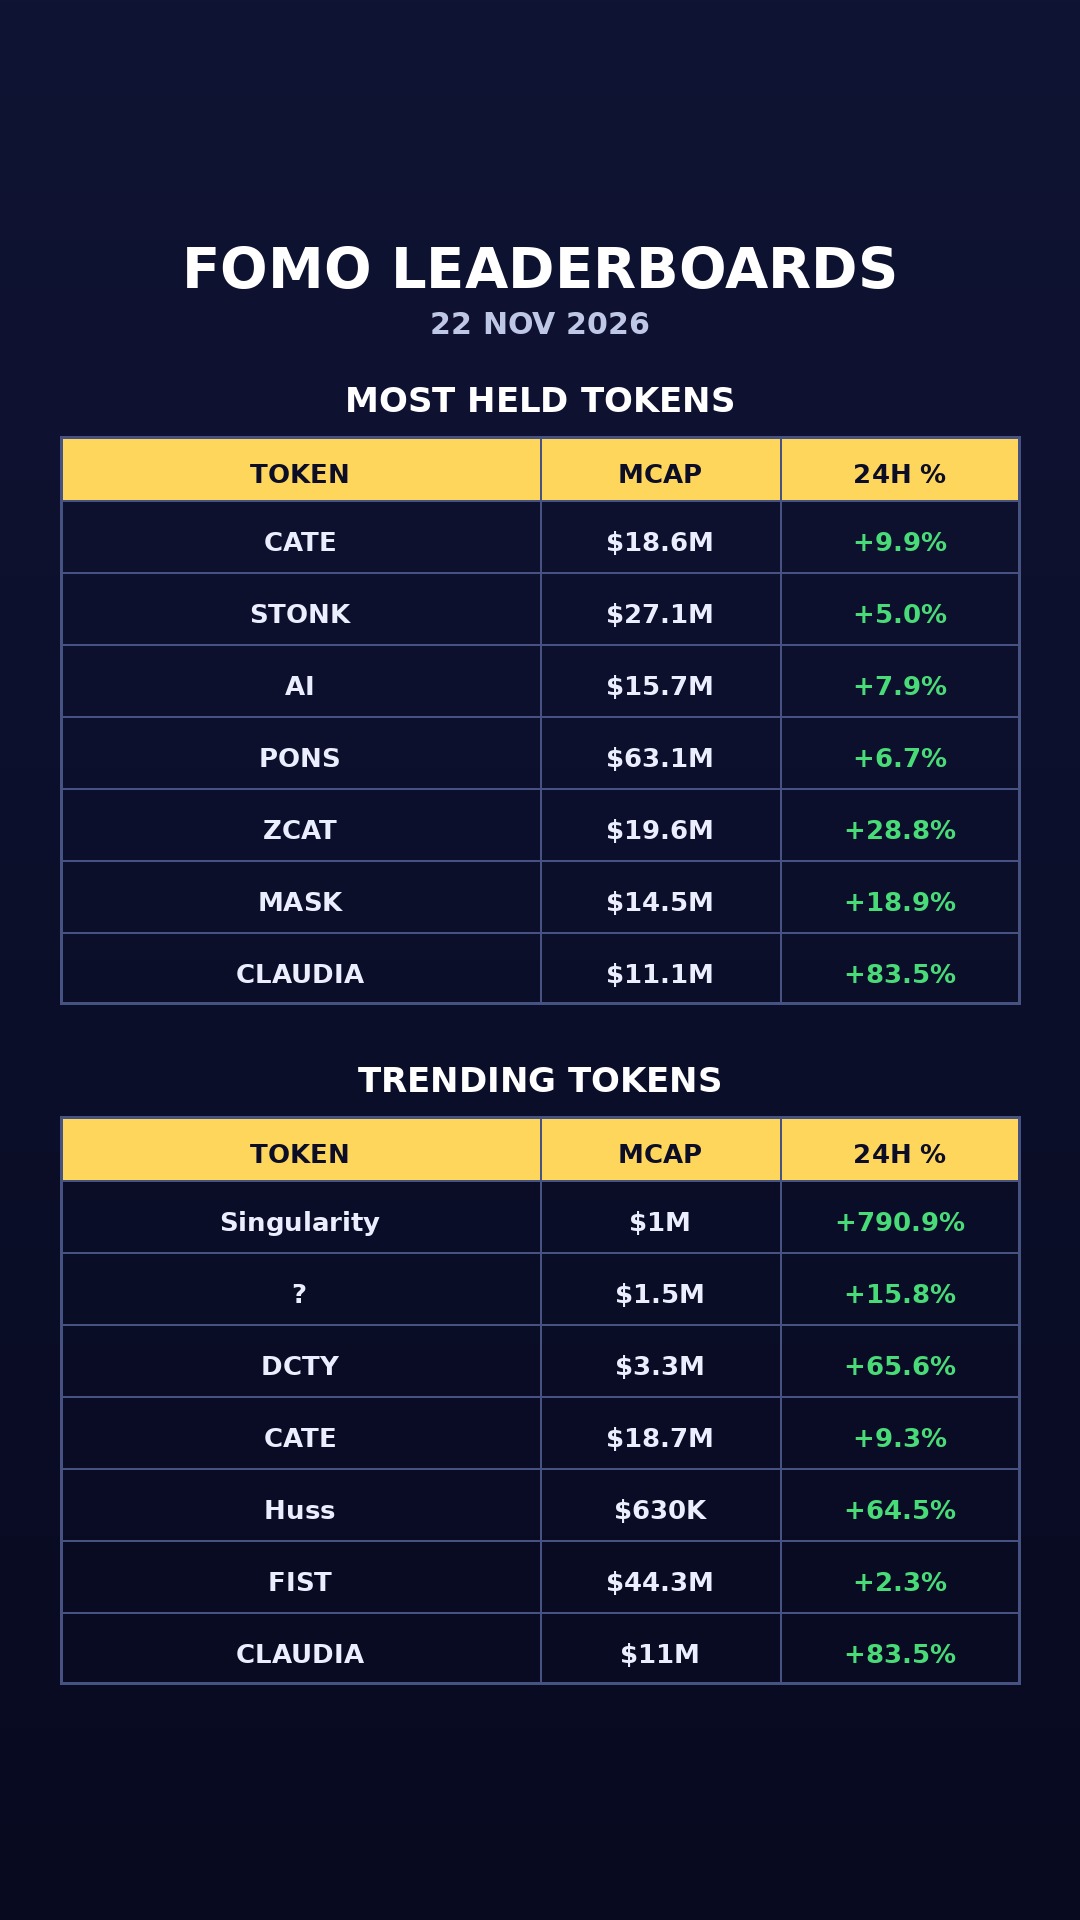 FOMO LEADERBOARDS
22 NOV 2026
MOST HELD TOKENS
TOKEN MCAP 24H %
CATE $18.6M +9.9%
STONK $27.1M +5.0%
AI $15.7M +7.9%
PONS $63.1M +6.7%
ZCAT $19.6M +28.8%
MASK $14.5M +18.9%
CLAUDIA $11.1M +83.5%
TRENDING TOKENS
TOKEN MCAP 24H %
Singularity $1M +790.9%
? $1.5M +15.8%
DCTY $3.3M +65.6%
CATE $18.7M +9.3%
Huss $630K +64.5%
FIST $44.3M +2.3%
CLAUDIA $11M +83.5%